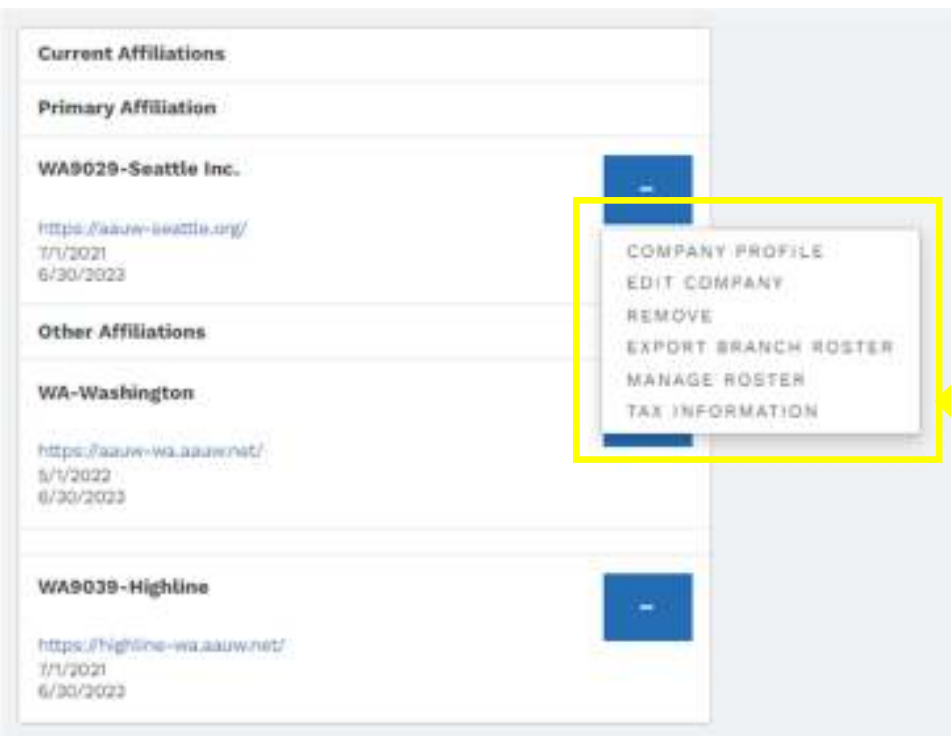 Current Affiliations
Primary Affiliation
WA9029-Seattle Inc.
https://aauw-seattle.org/
7/1/2021
6/30/2023
COMPANY PROFILE
EDIT COMPANY
REMOVE
EXPORT BRANCH ROSTER
MANAGE ROSTER
TAX INFORMATION
Other Affiliations
WA-Washington
https://aauw-wa.aauw.net/
5/1/2022
6/30/2023
WA9039-Highline
https://highline-wa.aauw.net/
7/1/2021
6/30/2023